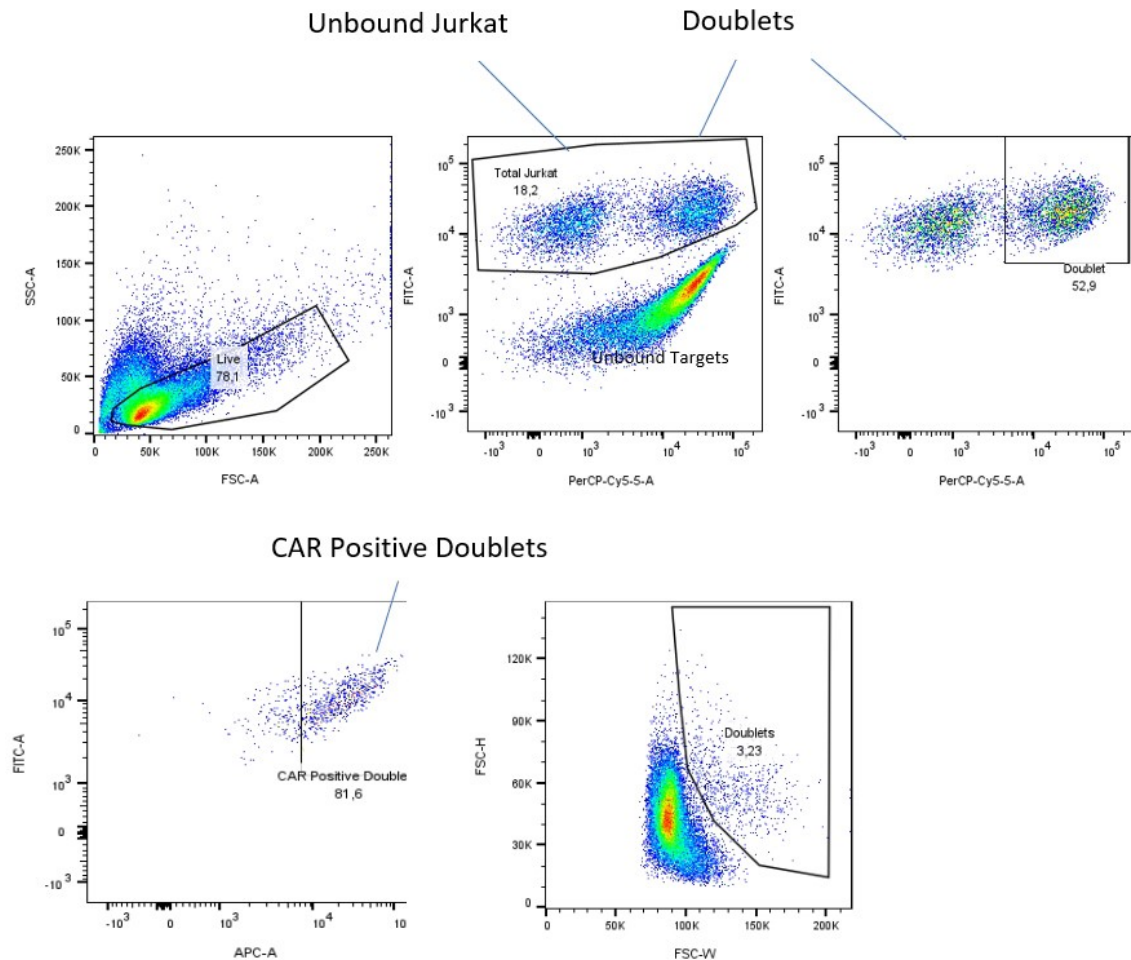 Unbound Jurkat
Doublets
250K
200K
150K
100K
50K
0
SSC-A
Live
78,1
0 50K 100K 150K 200K 250K
FSC-A
10^5
10^4
10^3
0
-10^3
FITC-A
Total Jurkat
18,2
Unbound Targets
-10^3 0 10^3 10^4 10^5
PerCP-Cy5-5-A
10^5
10^4
10^3
0
-10^3
FITC-A
Doublet
52,9
-10^3 0 10^3 10^4 10^5
PerCP-Cy5-5-A
CAR Positive Doublets
10^5
10^4
10^3
0
-10^3
FITC-A
CAR Positive Double
81,6
-10^3 0 10^3 10^4 10
APC-A
120K
90K
60K
30K
0
FSC-H
Doublets
3,23
0 50K 100K 150K 200K
FSC-W